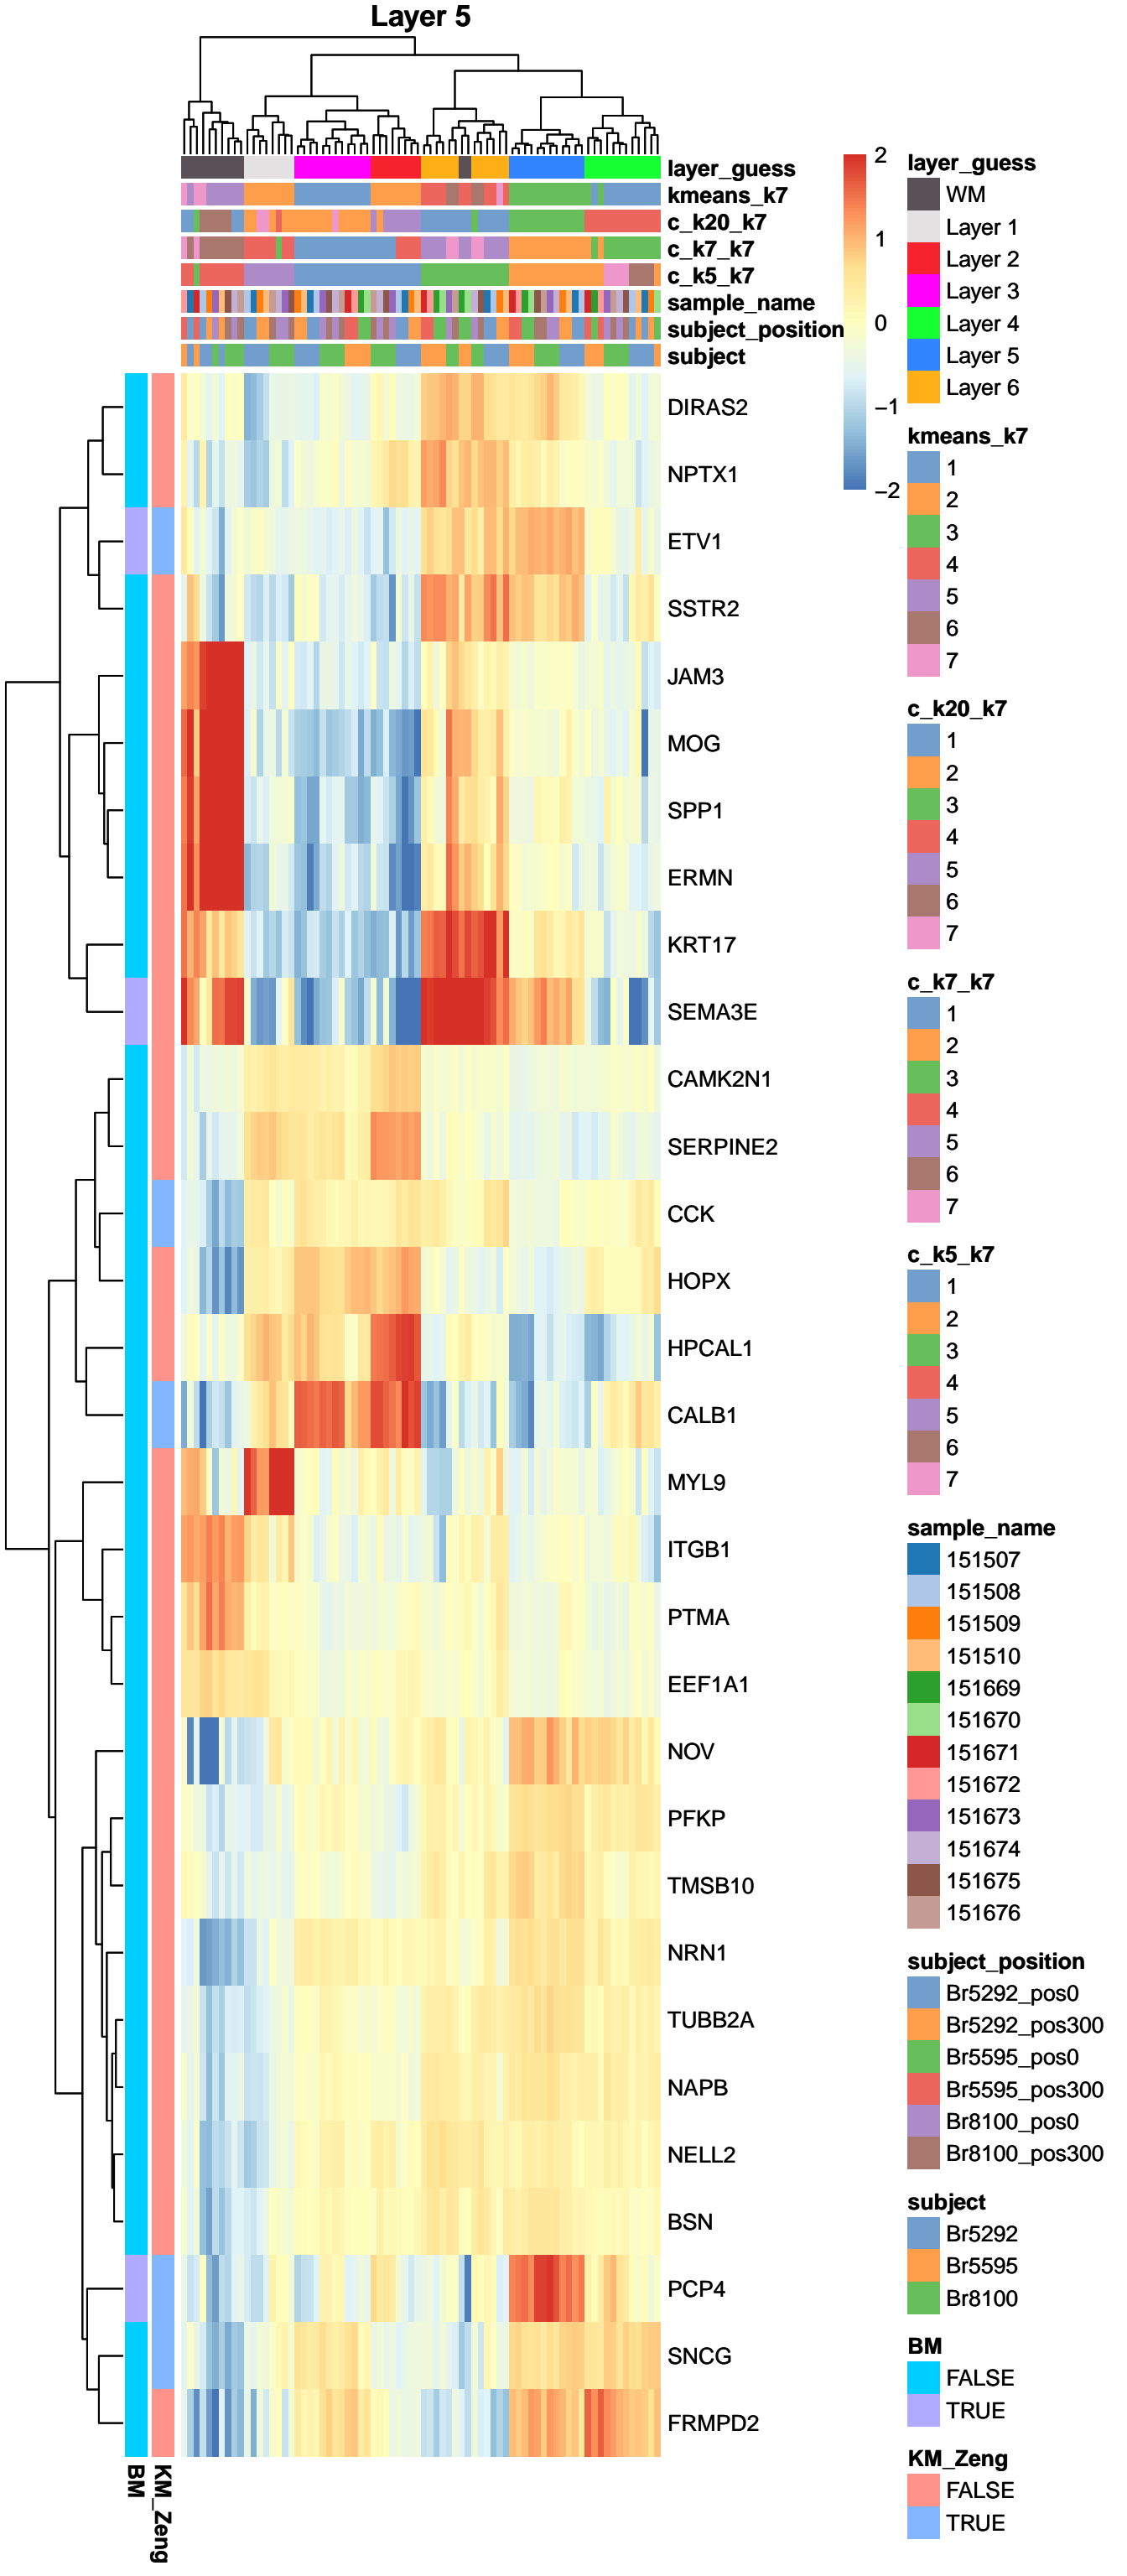 Layer 5
layer_guess
kmeans_k7
c_k20_k7
c_k7_k7
c_k5_k7
sample_name
subject_position
subject
DIRAS2
NPTX1
ETV1
SSTR2
JAM3
MOG
SPP1
ERMN
KRT17
SEMA3E
CAMK2N1
SERPINE2
CCK
HOPX
HPCAL1
CALB1
MYL9
ITGB1
PTMA
EEF1A1
NOV
PFKP
TMSB10
NRN1
TUBB2A
NAPB
NELL2
BSN
PCP4
SNCG
FRMPD2
BM
KM_Zeng
2
1
0
−1
−2
layer_guess
WM
Layer 1
Layer 2
Layer 3
Layer 4
Layer 5
Layer 6
kmeans_k7
1
2
3
4
5
6
7
c_k20_k7
1
2
3
4
5
6
7
c_k7_k7
1
2
3
4
5
6
7
c_k5_k7
1
2
3
4
5
6
7
sample_name
151507
151508
151509
151510
151669
151670
151671
151672
151673
151674
151675
151676
subject_position
Br5292_pos0
Br5292_pos300
Br5595_pos0
Br5595_pos300
Br8100_pos0
Br8100_pos300
subject
Br5292
Br5595
Br8100
BM
FALSE
TRUE
KM_Zeng
FALSE
TRUE